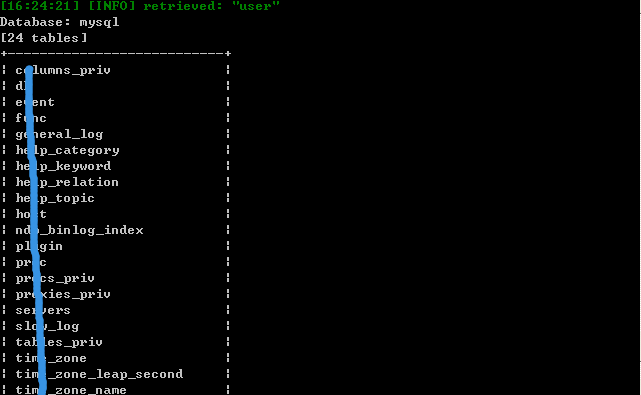 [16:24:21] [INFO] retrieved: "user"
Database: mysql
[24 tables]
+---------------------------+
| columns_priv |
| db |
| event |
| func |
| general_log |
| help_category |
| help_keyword |
| help_relation |
| help_topic |
| host |
| ndb_binlog_index |
| plugin |
| proc |
| procs_priv |
| proxies_priv |
| servers |
| slow_log |
| tables_priv |
| time_zone |
| time_zone_leap_second |
| time_zone_name |